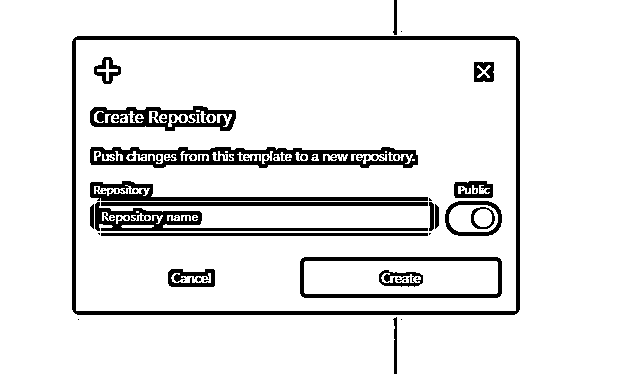 Create Repository
Push changes from this template to a new repository.
Repository
Public
Repository name
Cancel
Create